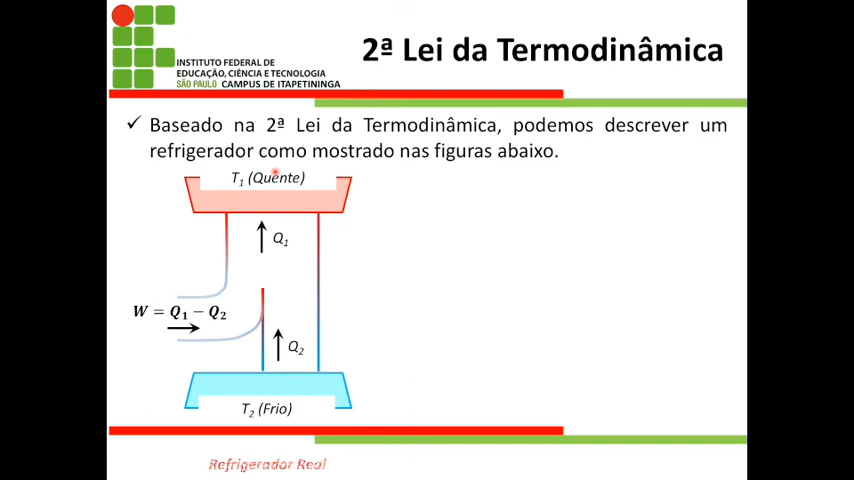 INSTITUTO FEDERAL DE
EDUCAÇÃO, CIÊNCIA E TECNOLOGIA
SÃO PAULO CAMPUS DE ITAPETININGA
2ª Lei da Termodinâmica
✓ Baseado na 2ª Lei da Termodinâmica, podemos descrever um
refrigerador como mostrado nas figuras abaixo.
T₁ (Quente)
Q₁
W = Q₁ − Q₂
Q₂
T₂ (Frio)
Refrigerador Real